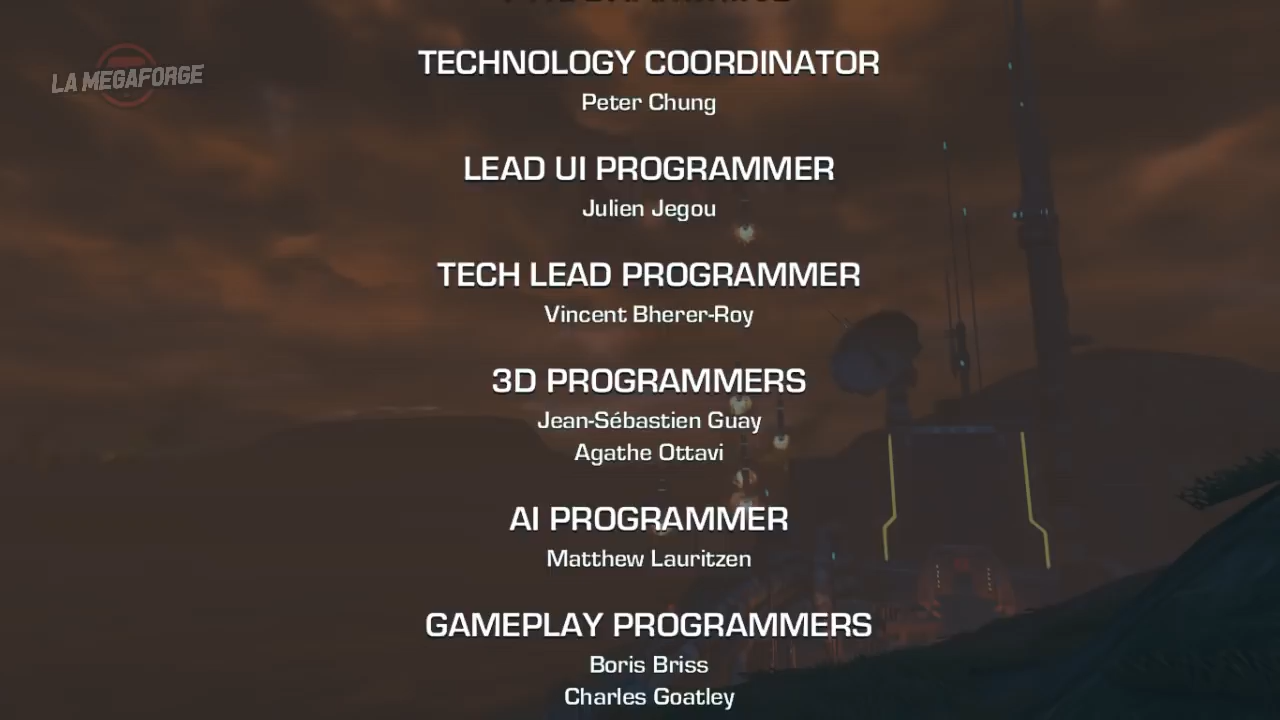 LA MEGAFORGE
TECHNOLOGY COORDINATOR
Peter Chung
LEAD UI PROGRAMMER
Julien Jegou
TECH LEAD PROGRAMMER
Vincent Bherer-Roy
3D PROGRAMMERS
Jean-Sébastien Guay
Agathe Ottavi
AI PROGRAMMER
Matthew Lauritzen
GAMEPLAY PROGRAMMERS
Boris Briss
Charles Goatley